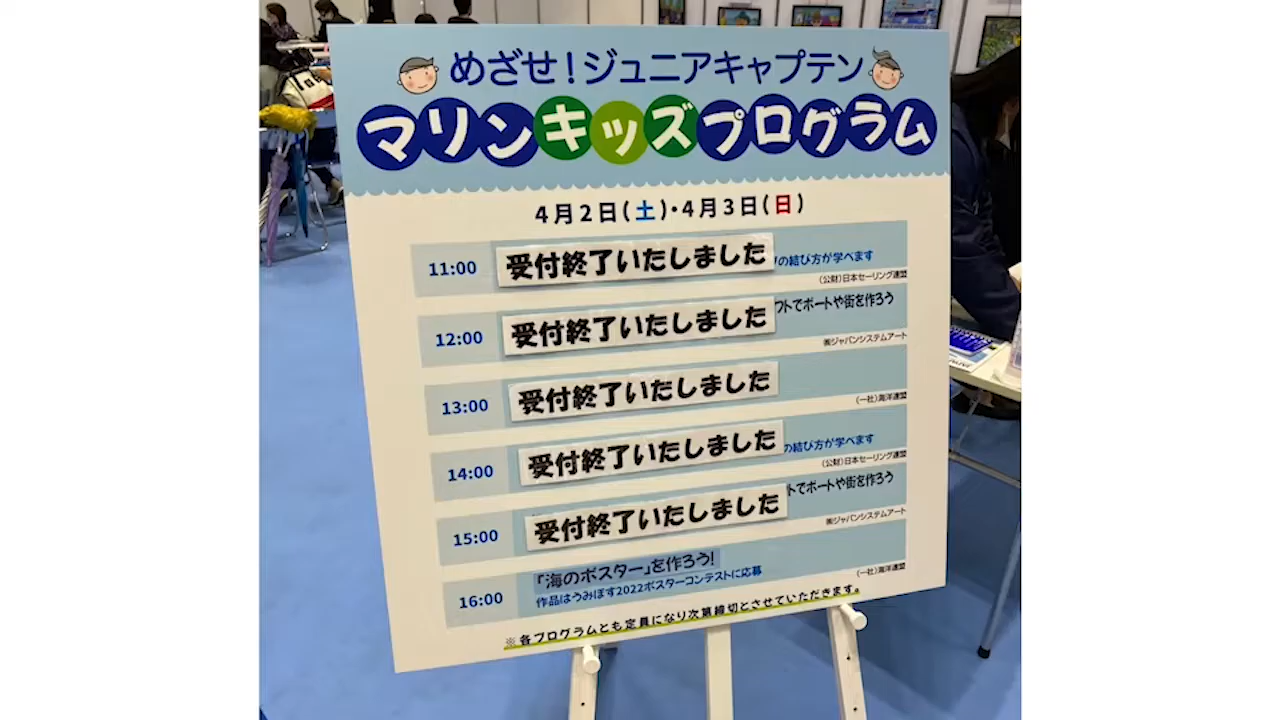 めざせ！ジュニアキャプテン
マリンキッズプログラム
4月2日(土)・4月3日(日)
11:00 受付終了いたしました の結び方が学べます
(公財)日本セーリング連盟
12:00 受付終了いたしました フトでボートや街を作ろう
㈱ジャパンシステムアート
13:00 受付終了いたしました
(一社)海洋連盟
14:00 受付終了いたしました の結び方が学べます
(公財)日本セーリング連盟
15:00 受付終了いたしました トでボートや街を作ろう
㈱ジャパンシステムアート
16:00 「海のポスター」を作ろう!
作品はうみぽす2022ポスターコンテストに応募
(一社)海洋連盟
※各プログラムとも定員になり次第締切とさせていただきます。